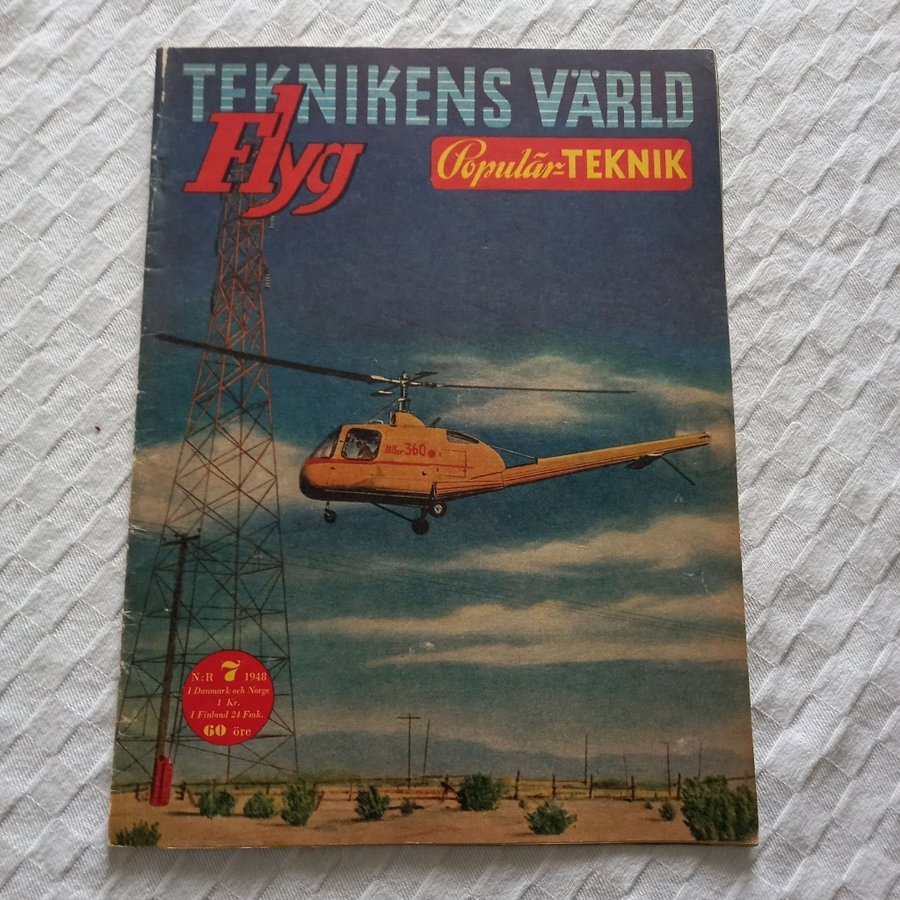 TEKNIKENS VÄRLD
Flyg
Populär-TEKNIK
Hiller 360
N:R 7 1948
I Danmark och Norge
1 Kr.
I Finland 24 Fmk.
60 öre